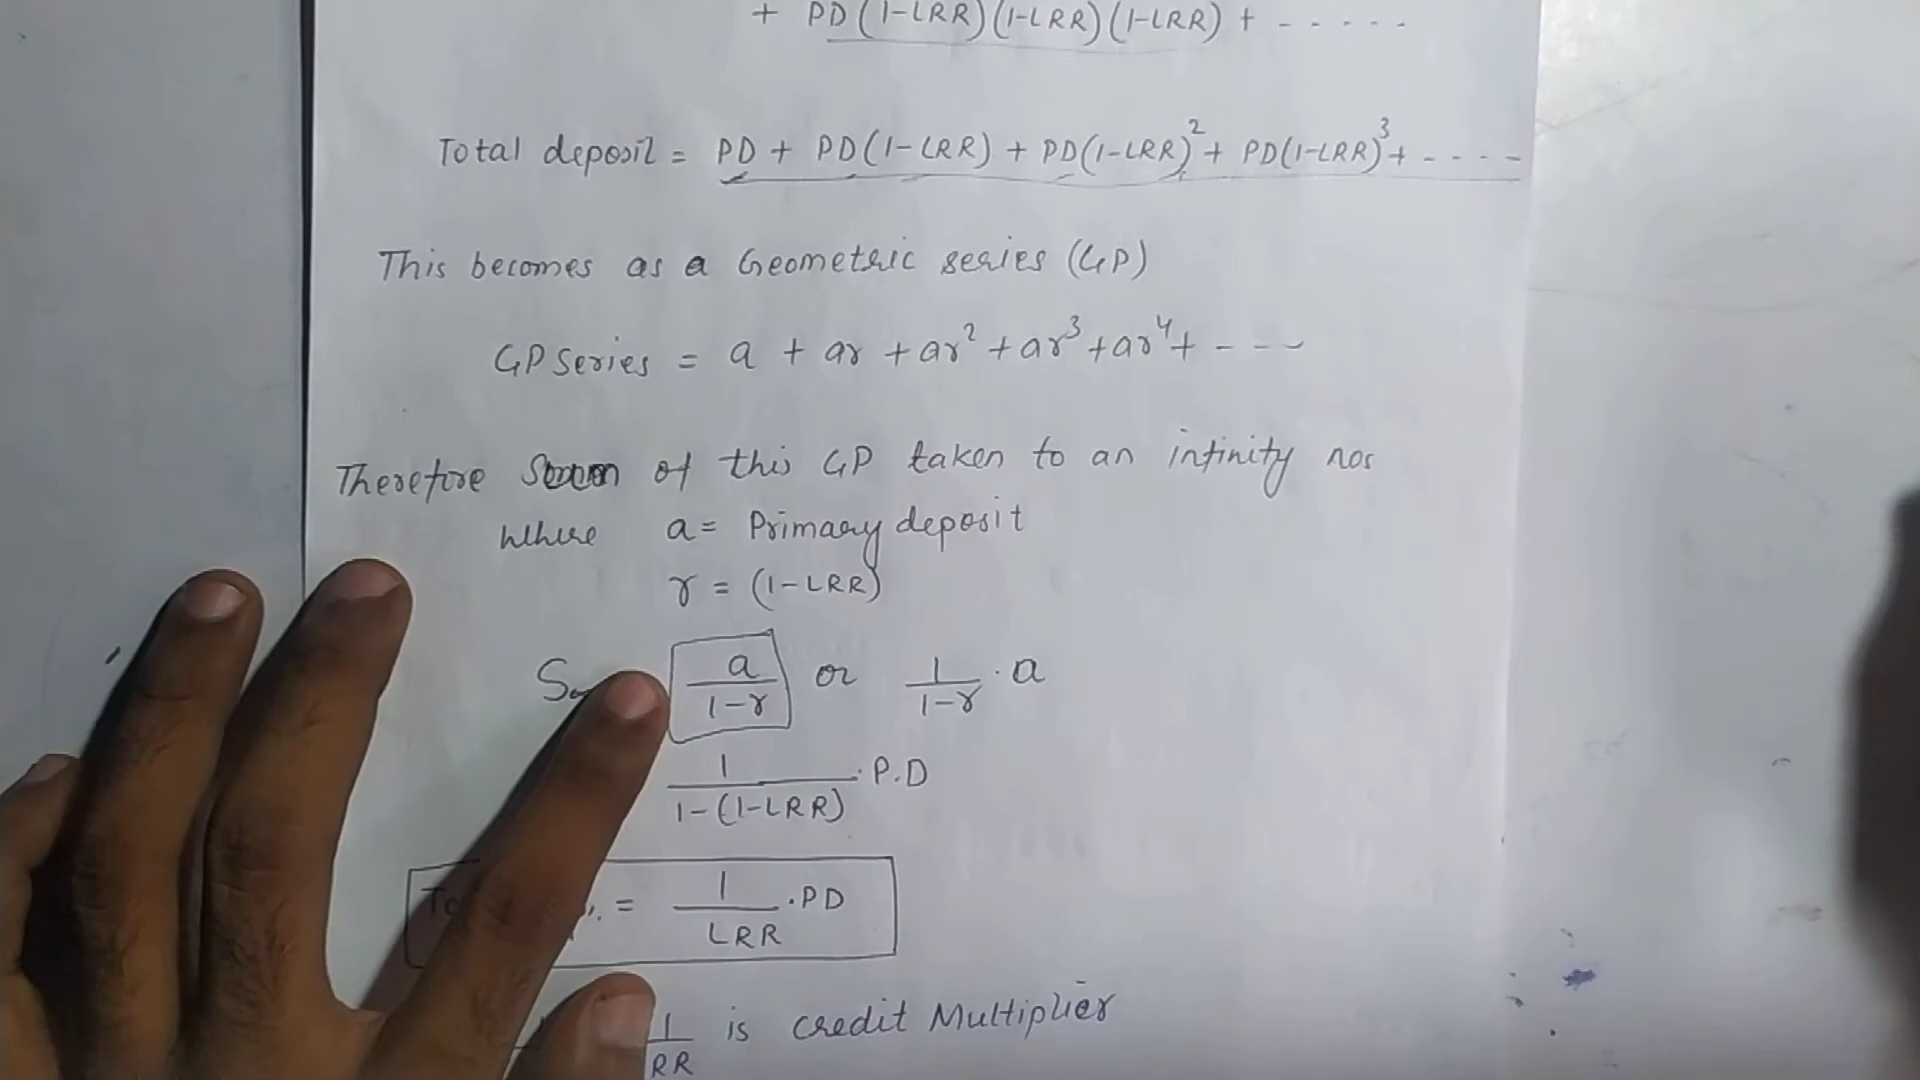 + PD(1-LRR)(1-LRR)(1-LRR) + - - - - -
Total deposit = PD + PD(1-LRR) + PD(1-LRR)² + PD(1-LRR)³ + - - - -
This becomes as a Geometric series (GP)
GP Series = a + ar + ar² + ar³ + ar⁴ + - - -
Therefore Sum of this GP taken to an infinity nos
Where a = Primary deposit
r = (1-LRR)
S a/1-r or 1/1-r · a
1/1-(1-LRR) · P.D
= 1/LRR · PD
1/RR is credit Multiplier